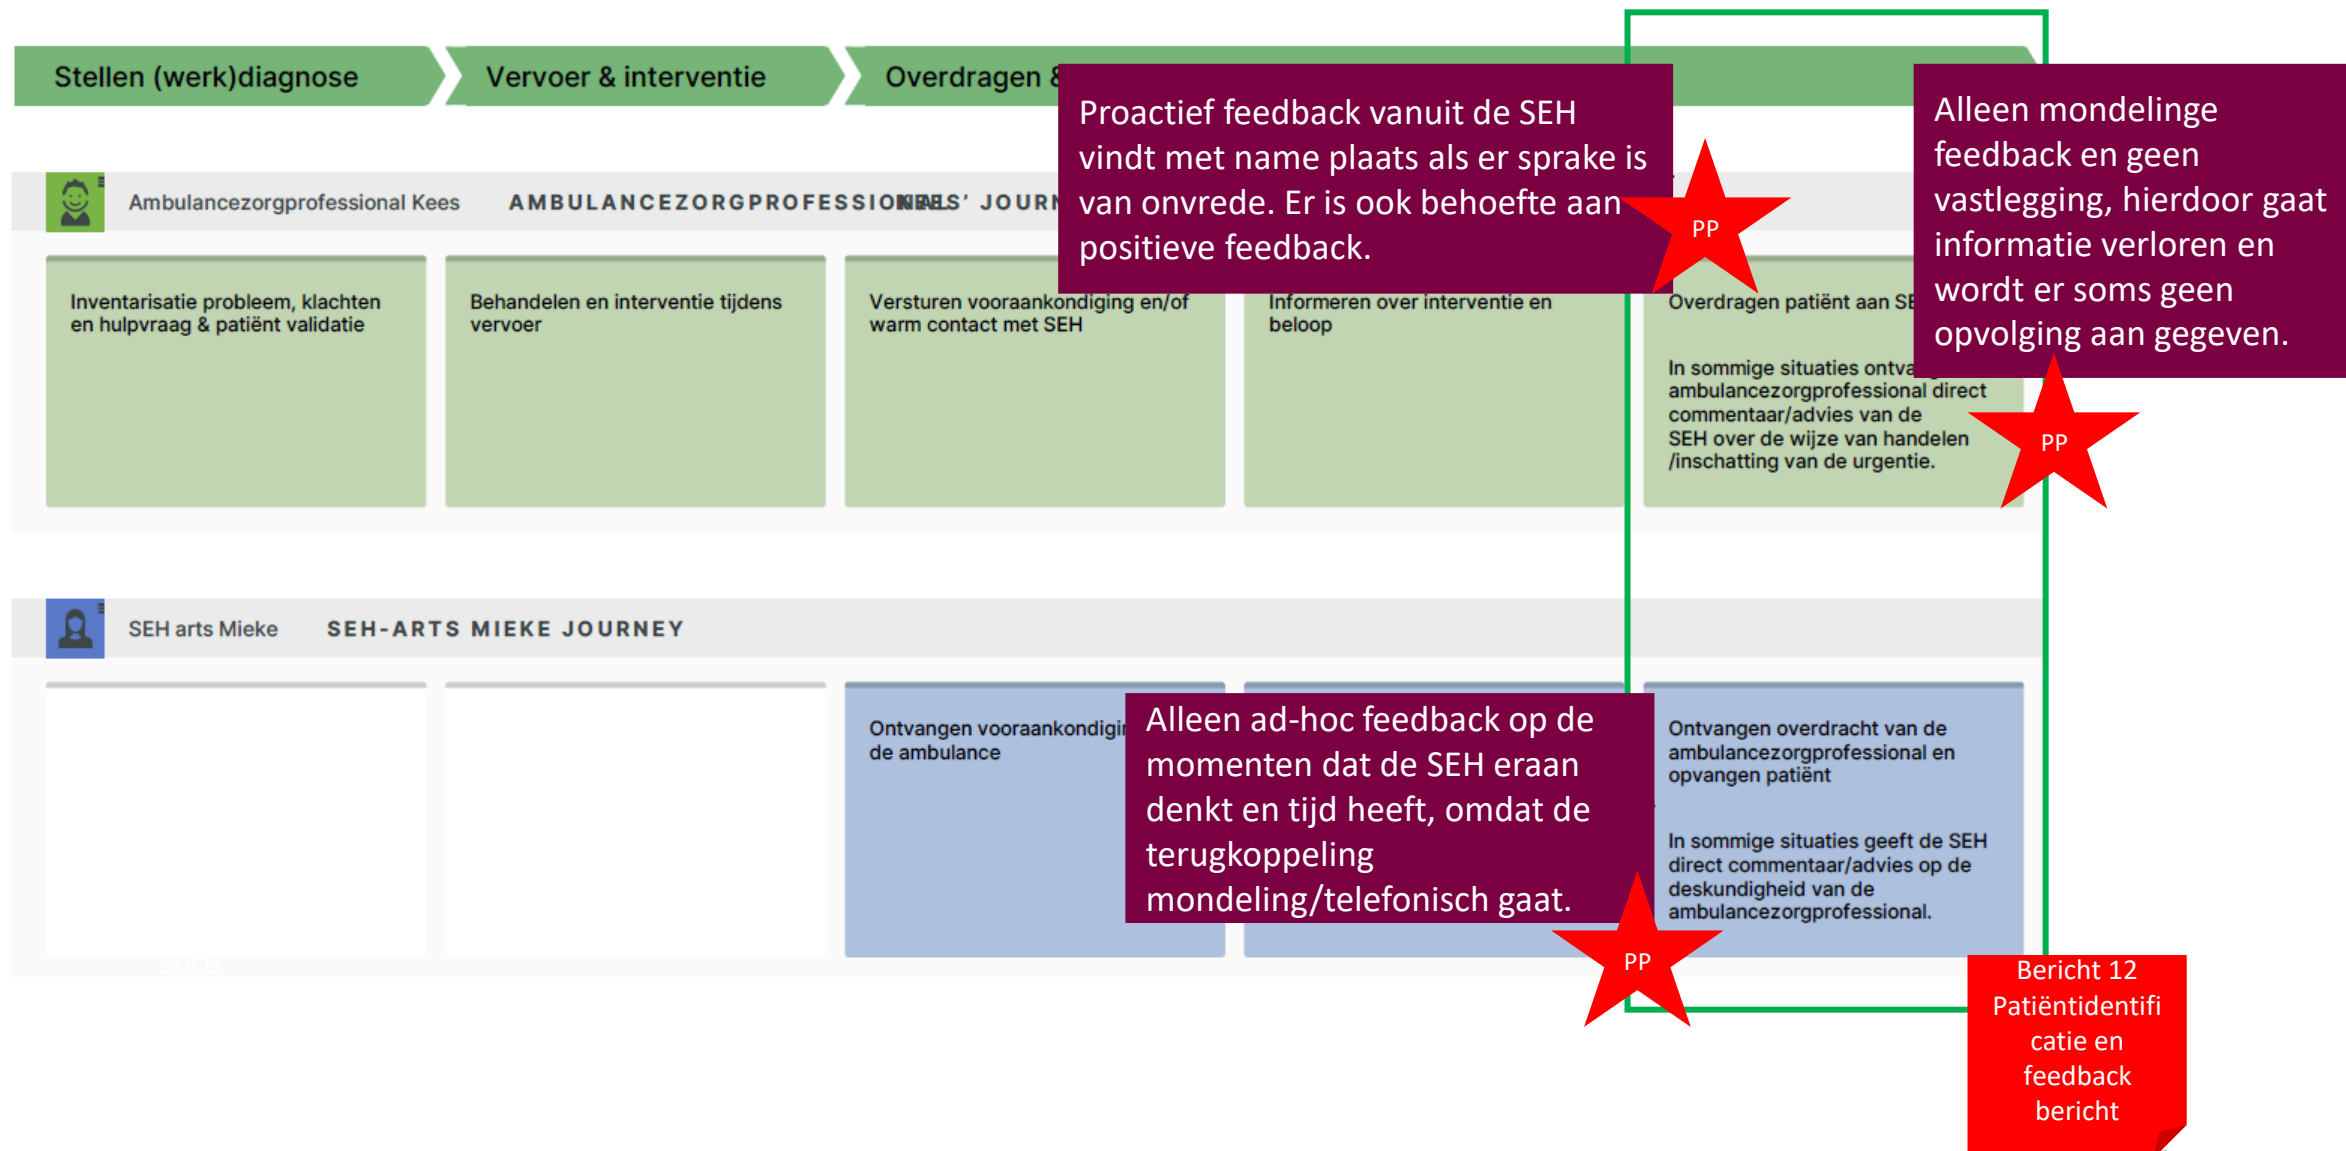 Stellen (werk)diagnose
Vervoer & interventie
Overdragen &
Proactief feedback vanuit de SEH
vindt met name plaats als er sprake is
van onvrede. Er is ook behoefte aan
positieve feedback.
PP
Alleen mondelinge
feedback en geen
vastlegging, hierdoor gaat
informatie verloren en
wordt er soms geen
opvolging aan gegeven.
PP
Ambulancezorgprofessional Kees
AMBULANCEZORGPROFESSIONALS' JOURN
Inventarisatie probleem, klachten
en hulpvraag & patiënt validatie
Behandelen en interventie tijdens
vervoer
Versturen vooraankondiging en/of
warm contact met SEH
Informeren over interventie en
beloop
Overdragen patiënt aan SE
In sommige situaties ontva
ambulancezorgprofessional direct
commentaar/advies van de
SEH over de wijze van handelen
/inschatting van de urgentie.
SEH arts Mieke
SEH-ARTS MIEKE JOURNEY
Ontvangen vooraankondigi
de ambulance
Alleen ad-hoc feedback op de
momenten dat de SEH eraan
denkt en tijd heeft, omdat de
terugkoppeling
mondeling/telefonisch gaat.
PP
Ontvangen overdracht van de
ambulancezorgprofessional en
opvangen patiënt
In sommige situaties geeft de SEH
direct commentaar/advies op de
deskundigheid van de
ambulancezorgprofessional.
Bericht 12
Patiëntidentifi
catie en
feedback
bericht